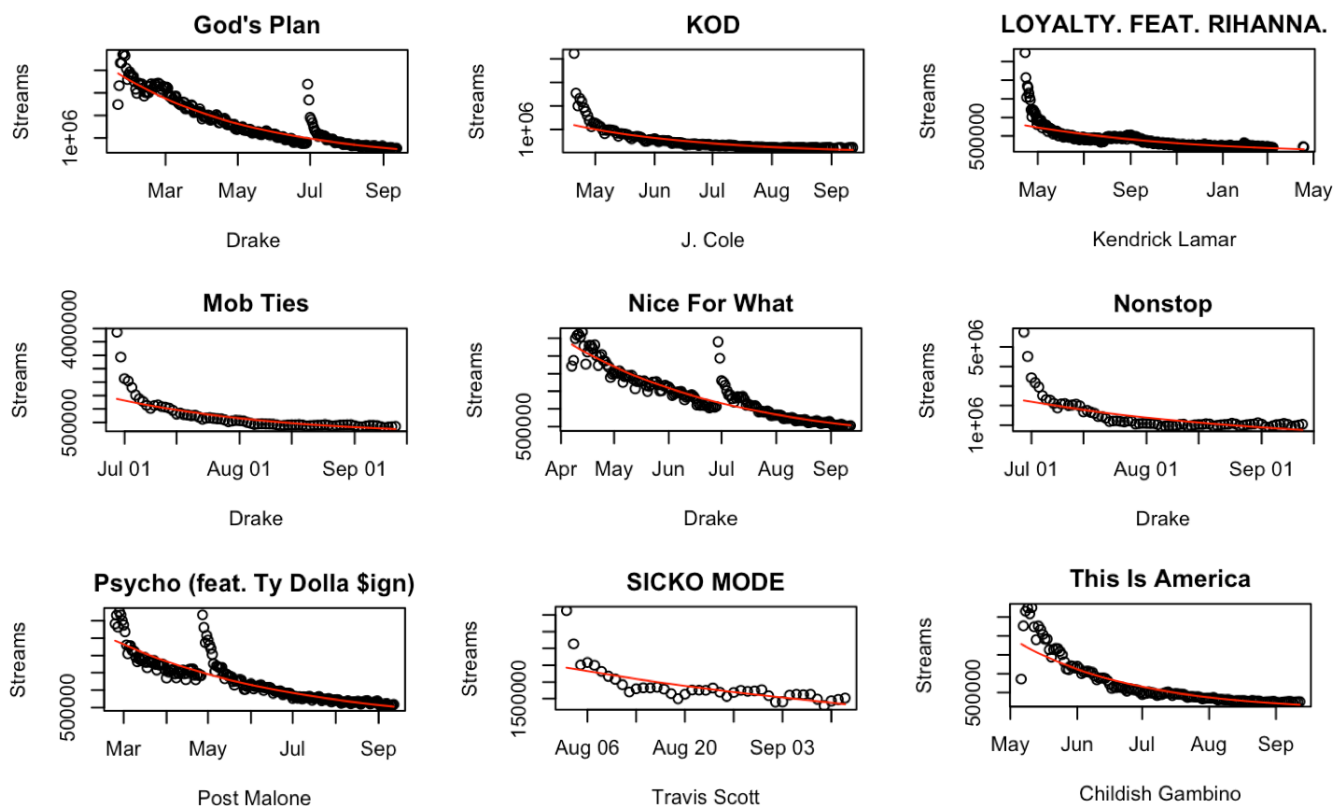 God's Plan
Streams
1e+06
Mar May Jul Sep
Drake
KOD
Streams
1e+06
May Jun Jul Aug Sep
J. Cole
LOYALTY. FEAT. RIHANNA.
Streams
500000
May Sep Jan May
Kendrick Lamar
Mob Ties
Streams
500000 4000000
Jul 01 Aug 01 Sep 01
Drake
Nice For What
Streams
500000
Apr May Jun Jul Aug Sep
Drake
Nonstop
Streams
1e+06 5e+06
Jul 01 Aug 01 Sep 01
Drake
Psycho (feat. Ty Dolla $ign)
Streams
500000
Mar May Jul Sep
Post Malone
SICKO MODE
Streams
1500000
Aug 06 Aug 20 Sep 03
Travis Scott
This Is America
Streams
500000
May Jun Jul Aug Sep
Childish Gambino